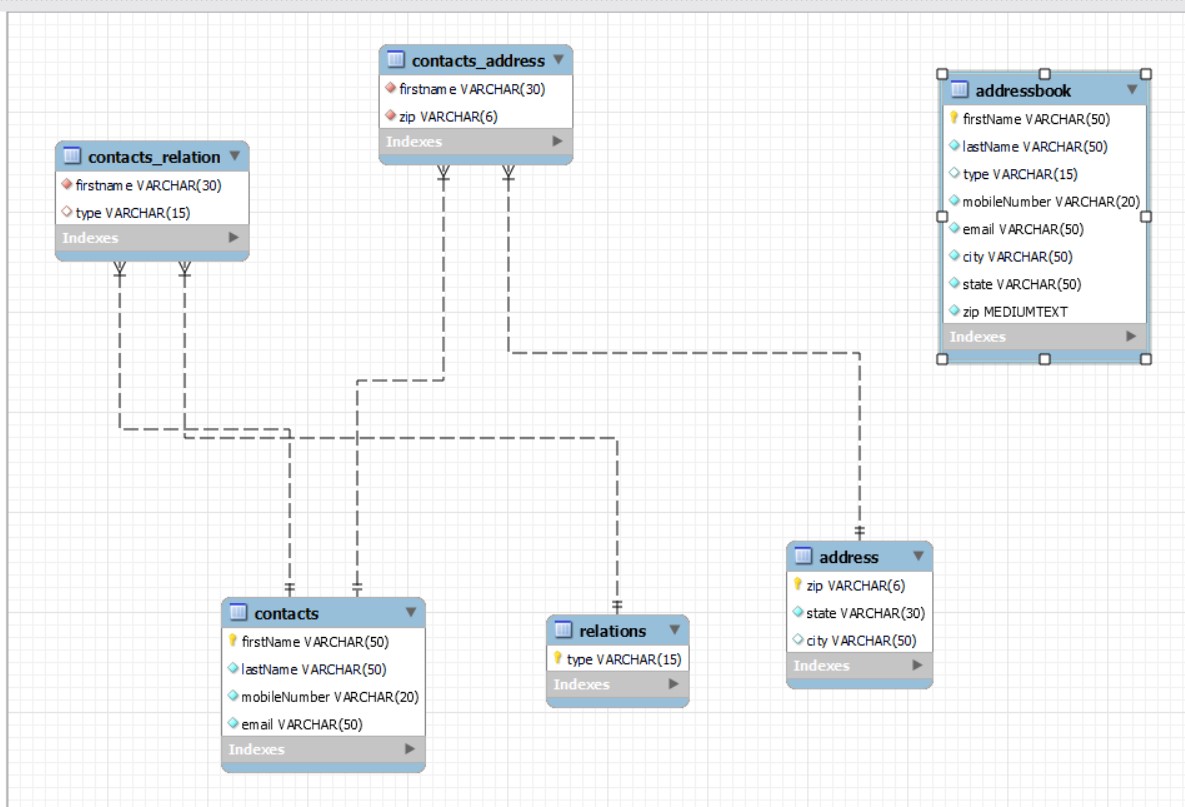 contacts_address
firstname VARCHAR(30)
zip VARCHAR(6)
Indexes
addressbook
firstName VARCHAR(50)
lastName VARCHAR(50)
type VARCHAR(15)
mobileNumber VARCHAR(20)
email VARCHAR(50)
city VARCHAR(50)
state VARCHAR(50)
zip MEDIUMTEXT
Indexes
contacts_relation
firstname VARCHAR(30)
type VARCHAR(15)
Indexes
contacts
firstName VARCHAR(50)
lastName VARCHAR(50)
mobileNumber VARCHAR(20)
email VARCHAR(50)
Indexes
relations
type VARCHAR(15)
Indexes
address
zip VARCHAR(6)
state VARCHAR(30)
city VARCHAR(50)
Indexes